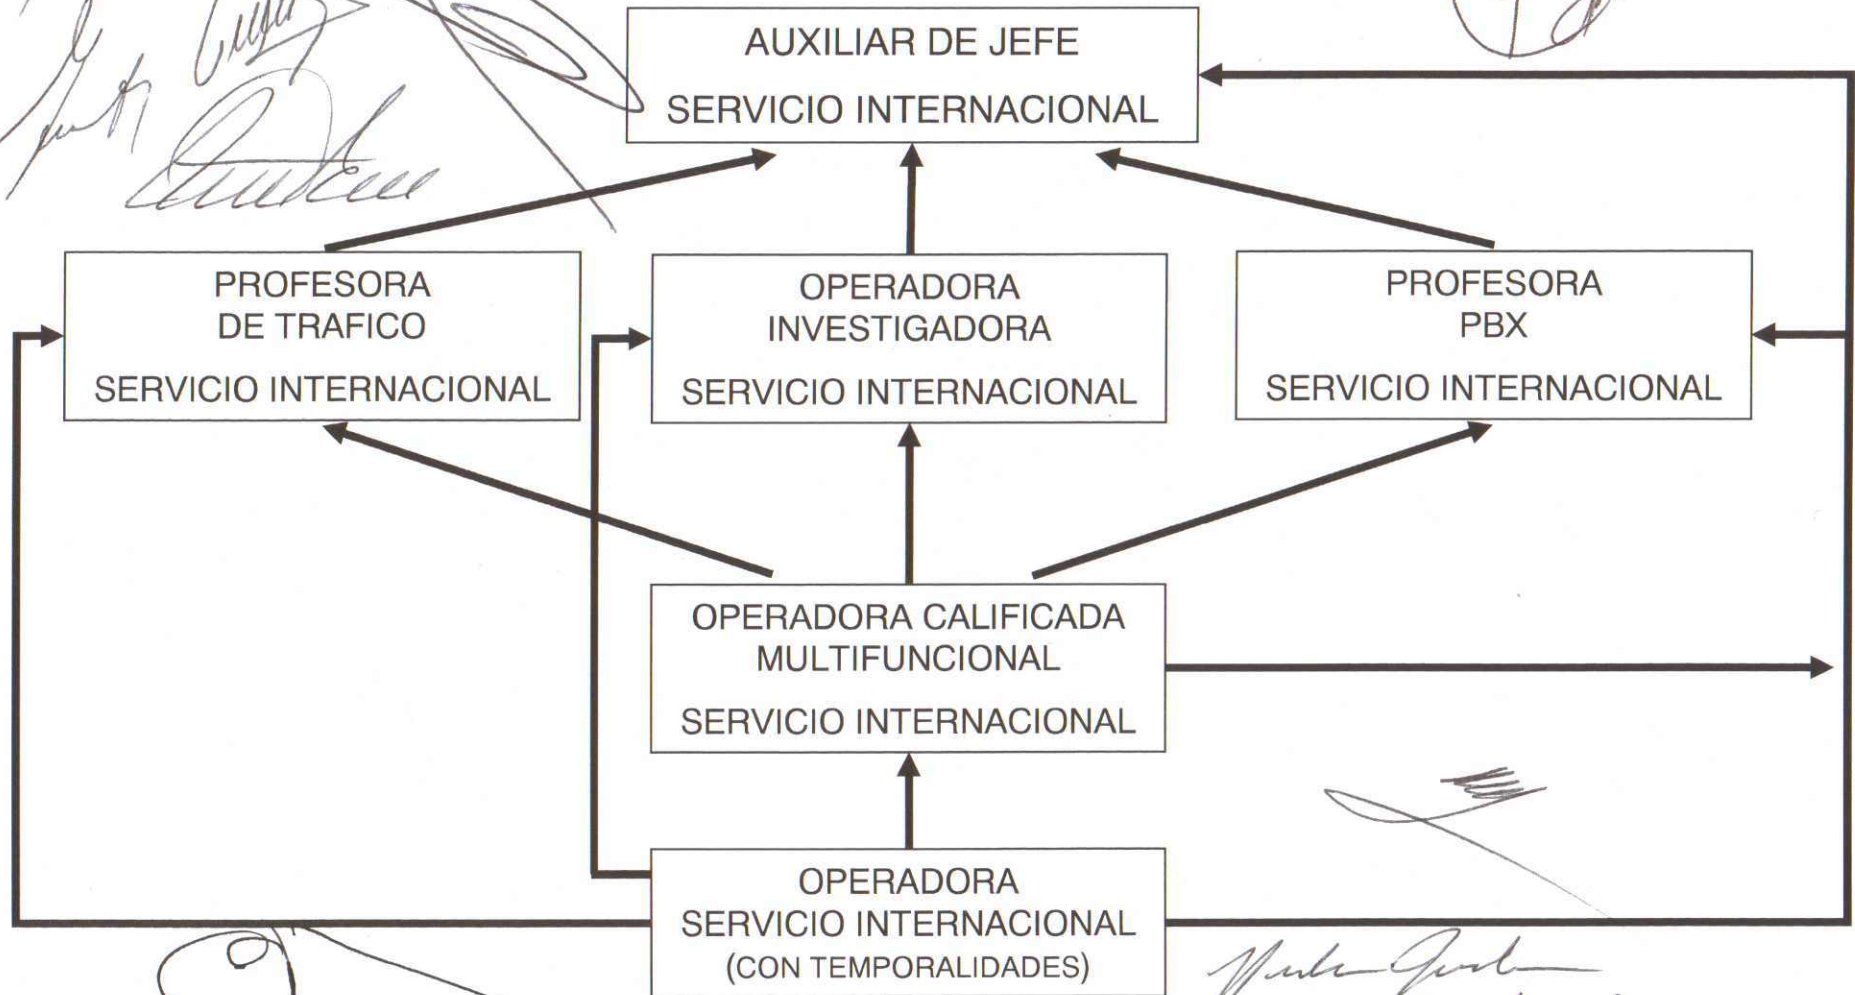 AUXILIAR DE JEFE
SERVICIO INTERNACIONAL
PROFESORA
DE TRAFICO
SERVICIO INTERNACIONAL
OPERADORA
INVESTIGADORA
SERVICIO INTERNACIONAL
PROFESORA
PBX
SERVICIO INTERNACIONAL
OPERADORA CALIFICADA
MULTIFUNCIONAL
SERVICIO INTERNACIONAL
OPERADORA
SERVICIO INTERNACIONAL
(CON TEMPORALIDADES)